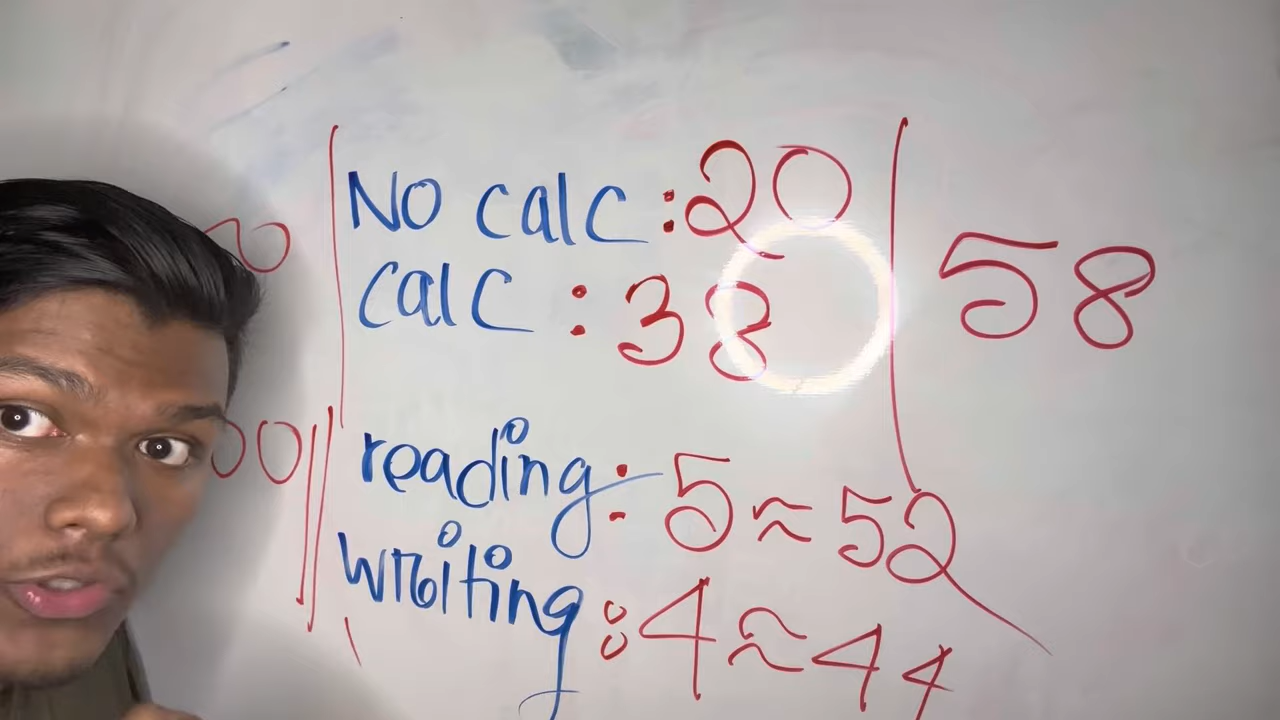 No calc : 20
calc : 38
58
reading : 5 ≈ 52
writing : 4 ≈ 44